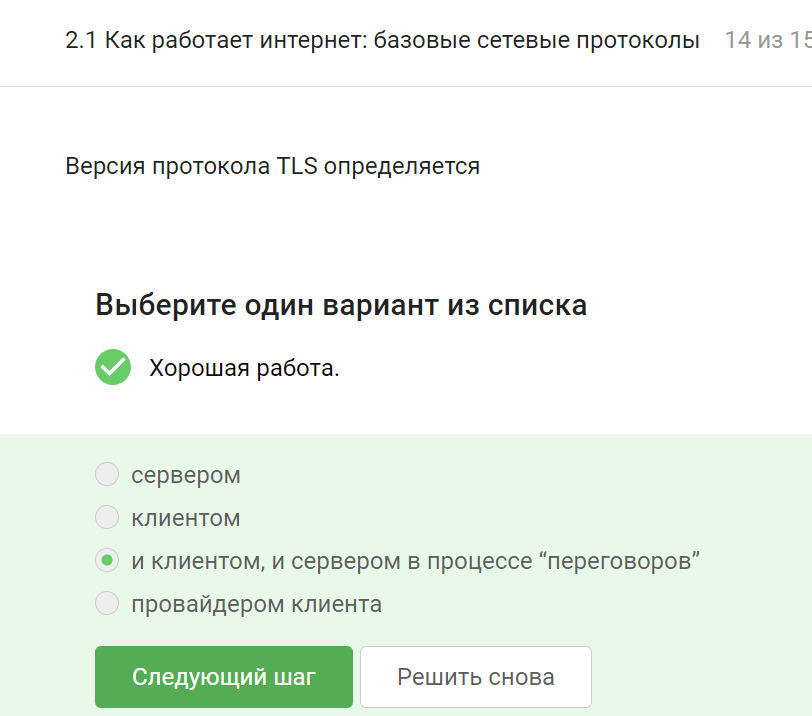 2.1 Как работает интернет: базовые сетевые протоколы 14 из 15
Версия протокола TLS определяется
Выберите один вариант из списка
Хорошая работа.
сервером
клиентом
и клиентом, и сервером в процессе “переговоров”
провайдером клиента
Следующий шаг Решить снова